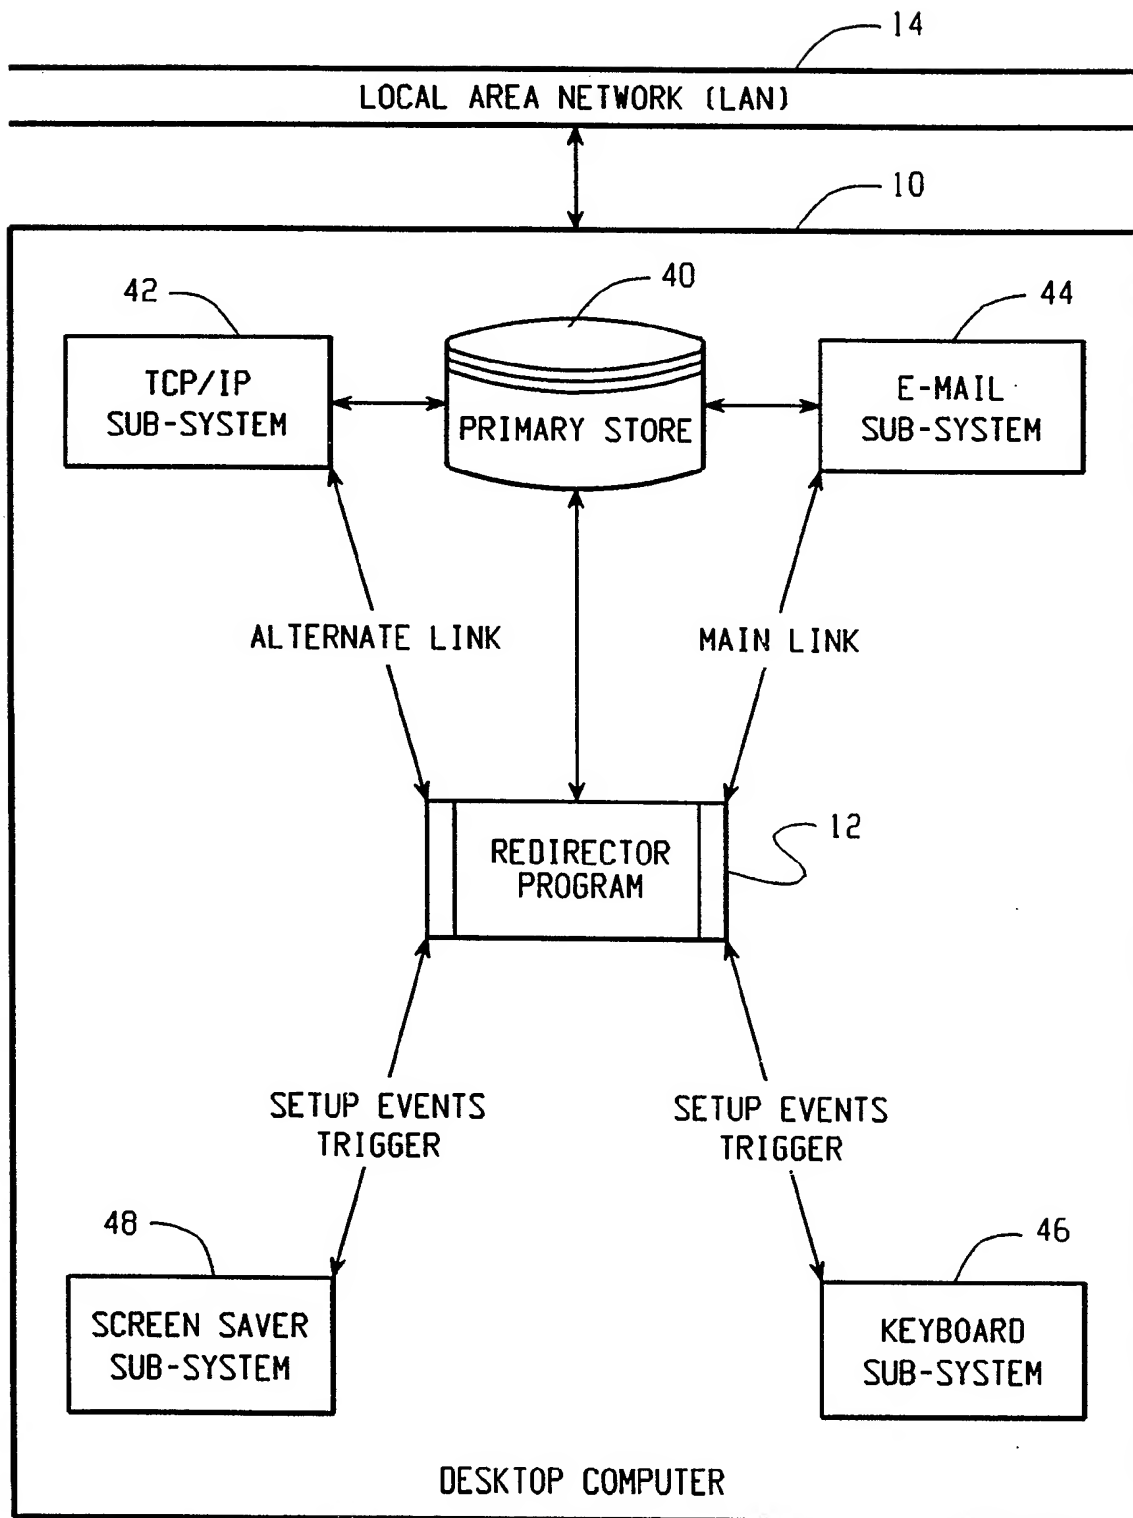 14
LOCAL AREA NETWORK (LAN)
10
42
40
44
TCP/IP
SUB-SYSTEM
PRIMARY STORE
E-MAIL
SUB-SYSTEM
ALTERNATE LINK
MAIN LINK
12
REDIRECTOR
PROGRAM
SETUP EVENTS
TRIGGER
SETUP EVENTS
TRIGGER
48
46
SCREEN SAVER
SUB-SYSTEM
KEYBOARD
SUB-SYSTEM
DESKTOP COMPUTER